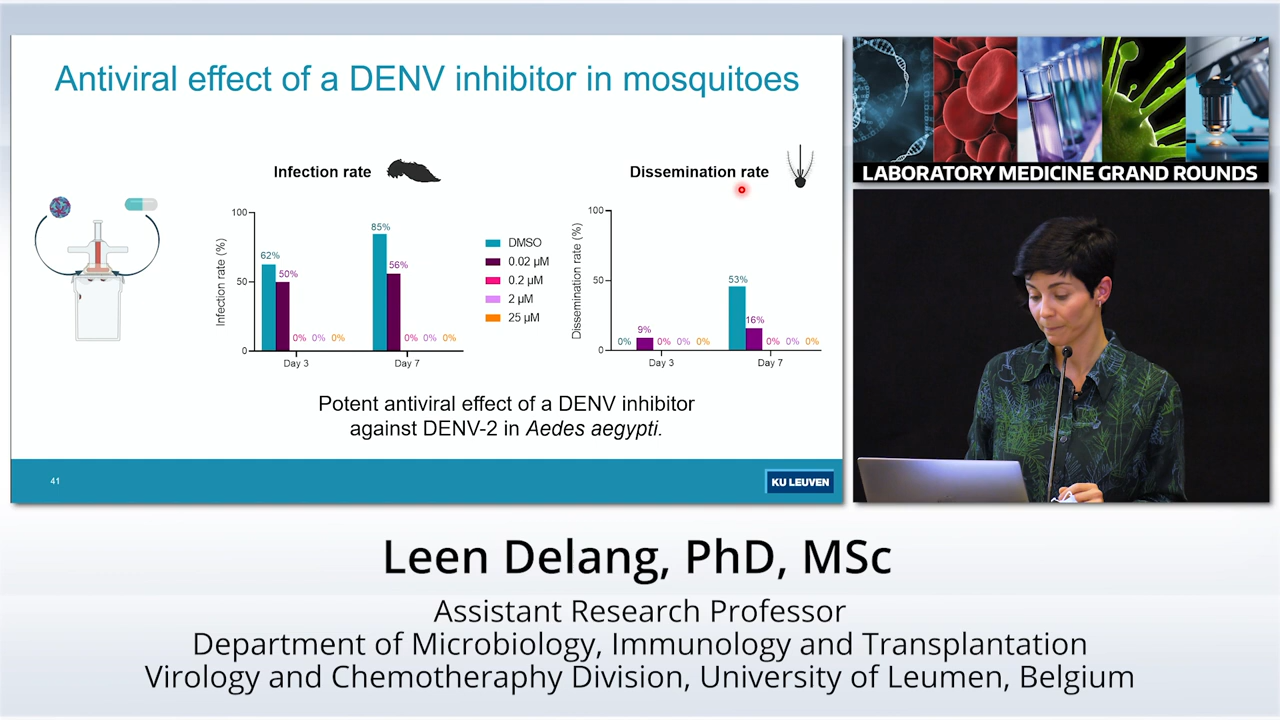 Antiviral effect of a DENV inhibitor in mosquitoes
Infection rate
Infection rate (%)
100
50
0
62%
50%
0% 0% 0%
85%
56%
0% 0% 0%
Day 3
Day 7
DMSO
0.02 µM
0.2 µM
2 µM
25 µM
Dissemination rate
Dissemination rate (%)
100
50
0
0%
9%
0% 0% 0%
53%
16%
0% 0% 0%
Day 3
Day 7
Potent antiviral effect of a DENV inhibitor
against DENV-2 in Aedes aegypti.
41
KU LEUVEN
LABORATORY MEDICINE GRAND ROUNDS
Leen Delang, PhD, MSc
Assistant Research Professor
Department of Microbiology, Immunology and Transplantation
Virology and Chemotheraphy Division, University of Leumen, Belgium